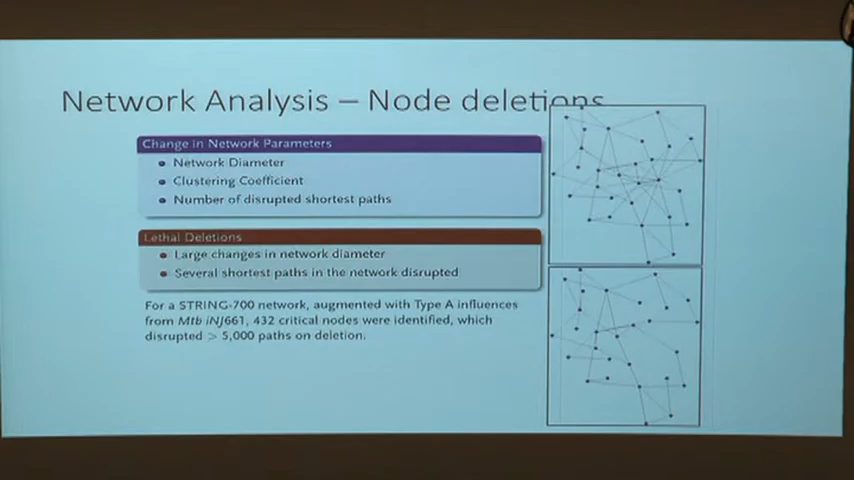 Network Analysis – Node deletions
Change in Network Parameters
Network Diameter
Clustering Coefficient
Number of disrupted shortest paths
Lethal Deletions
Large changes in network diameter
Several shortest paths in the network disrupted
For a STRING-700 network, augmented with Type A influences
from Mtb iNJ661, 432 critical nodes were identified, which
disrupted > 5,000 paths on deletion.